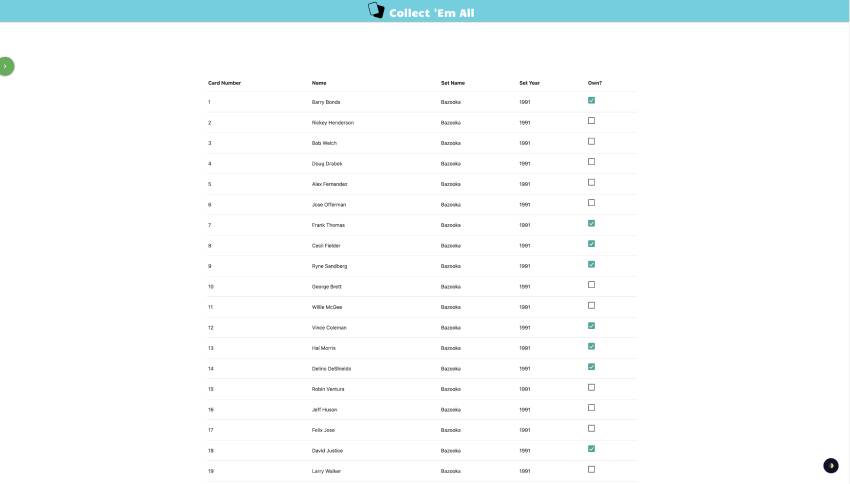 Collect 'Em All
Card Number Name Set Name Set Year Own?
1 Barry Bonds Bazooka 1991
2 Rickey Henderson Bazooka 1991
3 Bob Welch Bazooka 1991
4 Doug Drabek Bazooka 1991
5 Alex Fernandez Bazooka 1991
6 Jose Offerman Bazooka 1991
7 Frank Thomas Bazooka 1991
8 Cecil Fielder Bazooka 1991
9 Ryne Sandberg Bazooka 1991
10 George Brett Bazooka 1991
11 Willie McGee Bazooka 1991
12 Vince Coleman Bazooka 1991
13 Hal Morris Bazooka 1991
14 Delino DeShields Bazooka 1991
15 Robin Ventura Bazooka 1991
16 Jeff Huson Bazooka 1991
17 Felix Jose Bazooka 1991
18 David Justice Bazooka 1991
19 Larry Walker Bazooka 1991